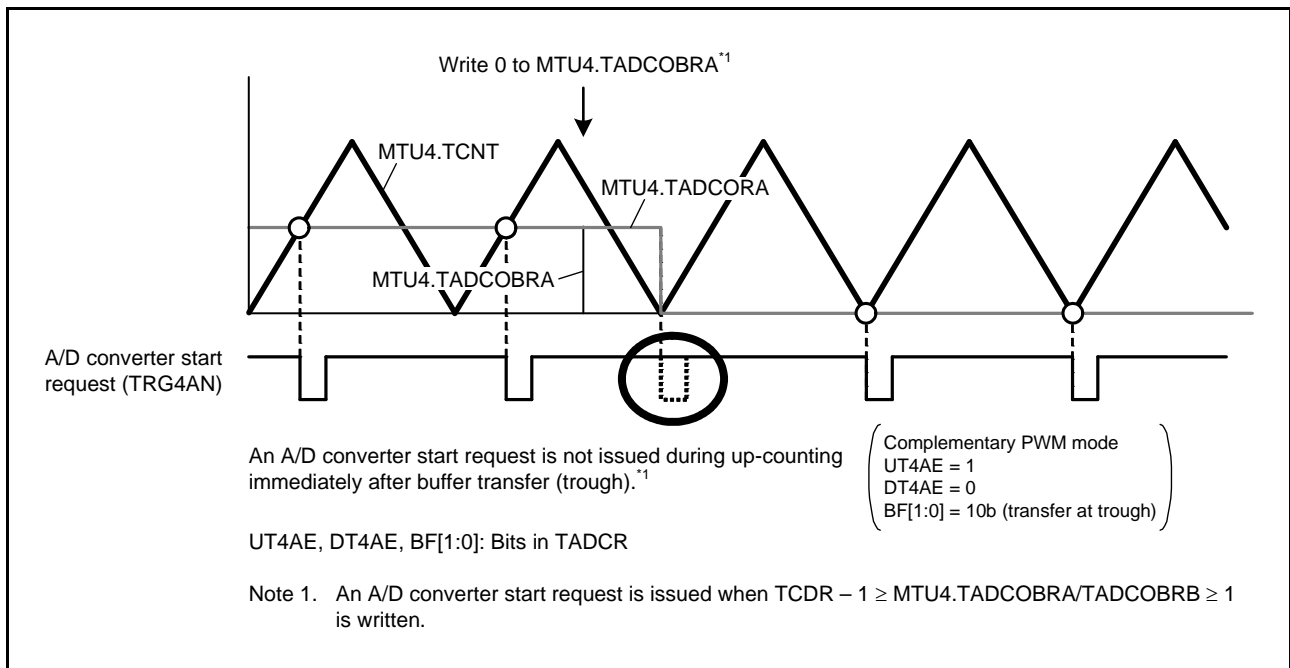 Write 0 to MTU4.TADCOBRA*1
MTU4.TCNT
MTU4.TADCORA
MTU4.TADCOBRA
A/D converter start
request (TRG4AN)
An A/D converter start request is not issued during up-counting
immediately after buffer transfer (trough).*1
Complementary PWM mode
UT4AE = 1
DT4AE = 0
BF[1:0] = 10b (transfer at trough)
UT4AE, DT4AE, BF[1:0]: Bits in TADCR
Note 1. An A/D converter start request is issued when TCDR – 1 ≥ MTU4.TADCOBRA/TADCOBRB ≥ 1
is written.